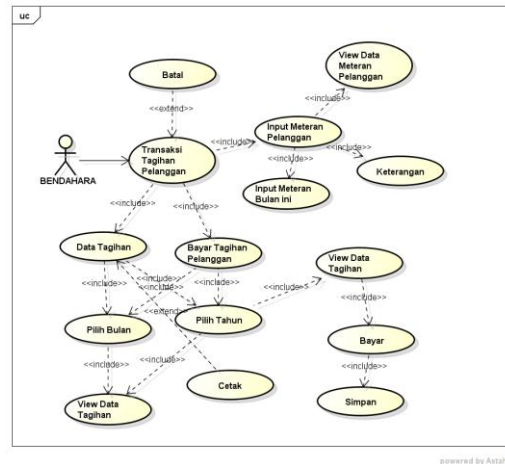 uc
View Data
Meteran
Pelanggan
Batal
<<include>>
<<extend>>
Input Meteran
Pelanggan
<<include>>
<<include>>
Transaksi
Tagihan
Pelanggan
<<include>>
BENDAHARA
Keterangan
Input Meteran
Bulan ini
<<include>>
<<include>>
Data Tagihan
Bayar Tagihan
Pelanggan
View Data
Tagihan
<<include>>
<<include>>
<<include>>
<<include>>
<<include>>
<<include>>
<<extend>>
Pilih Bulan
Pilih Tahun
Bayar
<<include>>
<<include>>
<<include>>
Cetak
View Data
Tagihan
Simpan
powered by Astah